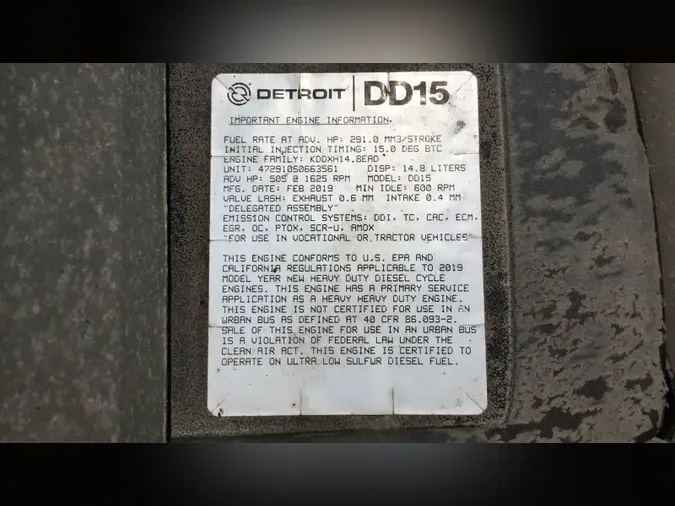 DETROIT DD15
IMPORTANT ENGINE INFORMATION.
FUEL RATE AT ADV. HP: 291.0 MM3/STROKE
INITIAL INJECTION TIMING: 15.0 DEG BTC
ENGINE FAMILY: KDDXH14.8EAD
UNIT: 472910S0663561 DISP: 14.8 LITERS
ADV HP: 505 @ 1625 RPM MODEL: DD15
MFG. DATE: FEB 2019 MIN IDLE: 600 RPM
VALVE LASH: EXHAUST 0.6 MM INTAKE 0.4 MM
"DELEGATED ASSEMBLY"
EMISSION CONTROL SYSTEMS: DDI, TC, CAC, ECM,
EGR, OC, PTOX, SCR-U, AMOX
"FOR USE IN VOCATIONAL OR TRACTOR VEHICLES"
THIS ENGINE CONFORMS TO U.S. EPA AND
CALIFORNIA REGULATIONS APPLICABLE TO 2019
MODEL YEAR NEW HEAVY DUTY DIESEL CYCLE
ENGINES. THIS ENGINE HAS A PRIMARY SERVICE
APPLICATION AS A HEAVY HEAVY DUTY ENGINE.
THIS ENGINE IS NOT CERTIFIED FOR USE IN AN
URBAN BUS AS DEFINED AT 40 CFR 86.093-2.
SALE OF THIS ENGINE FOR USE IN AN URBAN BUS
IS A VIOLATION OF FEDERAL LAW UNDER THE
CLEAN AIR ACT. THIS ENGINE IS CERTIFIED TO
OPERATE ON ULTRA LOW SULFUR DIESEL FUEL.